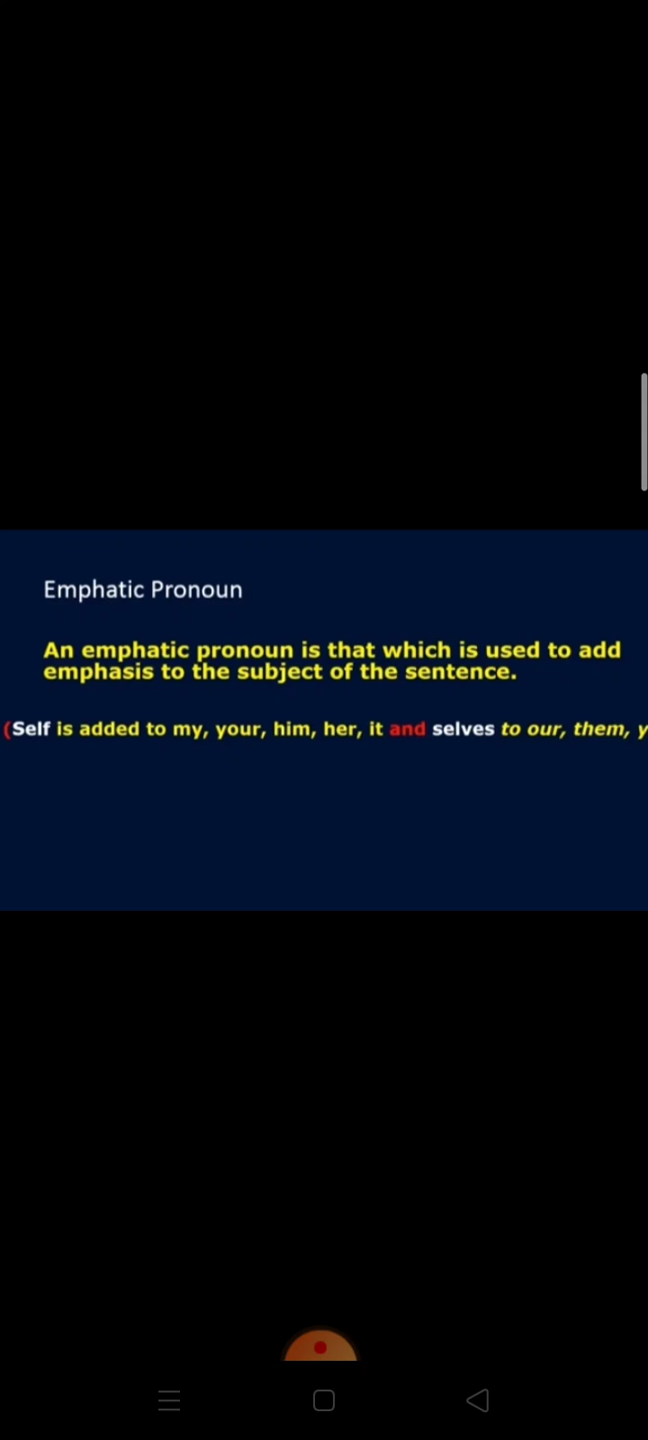 Emphatic Pronoun
An emphatic pronoun is that which is used to add
emphasis to the subject of the sentence.
(Self is added to my, your, him, her, it and selves to our, them, y